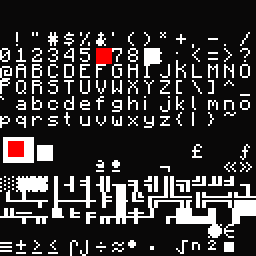 ! " # $ % & ' ( ) * + , - . /
0 1 2 3 4 5 7 8 : ; < = > ?
@ A B C D E F G H I J K L M N O
P Q R S T U V W X Y Z [ \ ] ^ _
` a b c d e f g h i j k l m n o
p q r s t u v w x y z { | } ~
£ ƒ
ª º « »
∈
≡ ± ≥ ≤ ⌠ ⌡ ÷ ≈ ° · √ ⁿ ² ■